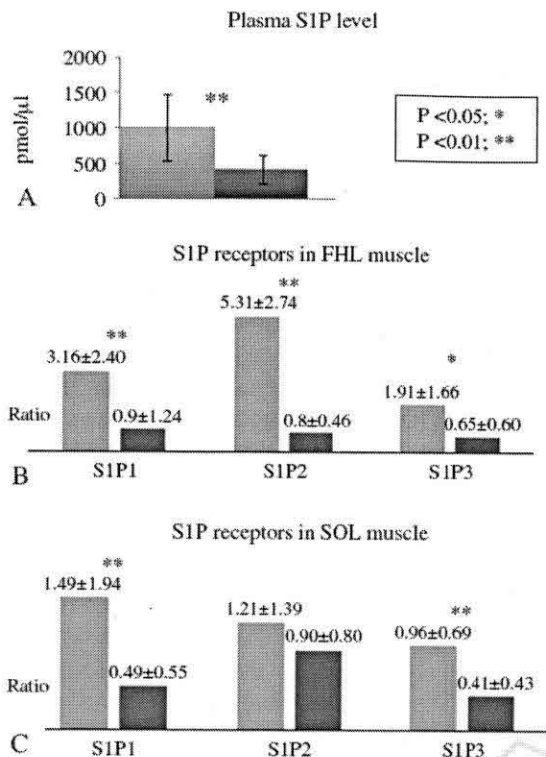 Plasma S1P level
2000
1500
1000
500
0
pmol/µl
**
A
P <0.05; *
P <0.01; **
S1P receptors in FHL muscle
**
5.31±2.74
**
3.16±2.40
*
1.91±1.66
Ratio
0.9±1.24
0.8±0.46
0.65±0.60
B
S1P1
S1P2
S1P3
S1P receptors in SOL muscle
**
1.49±1.94
1.21±1.39
**
0.90±0.80
0.96±0.69
Ratio
0.49±0.55
0.41±0.43
C
S1P1
S1P2
S1P3